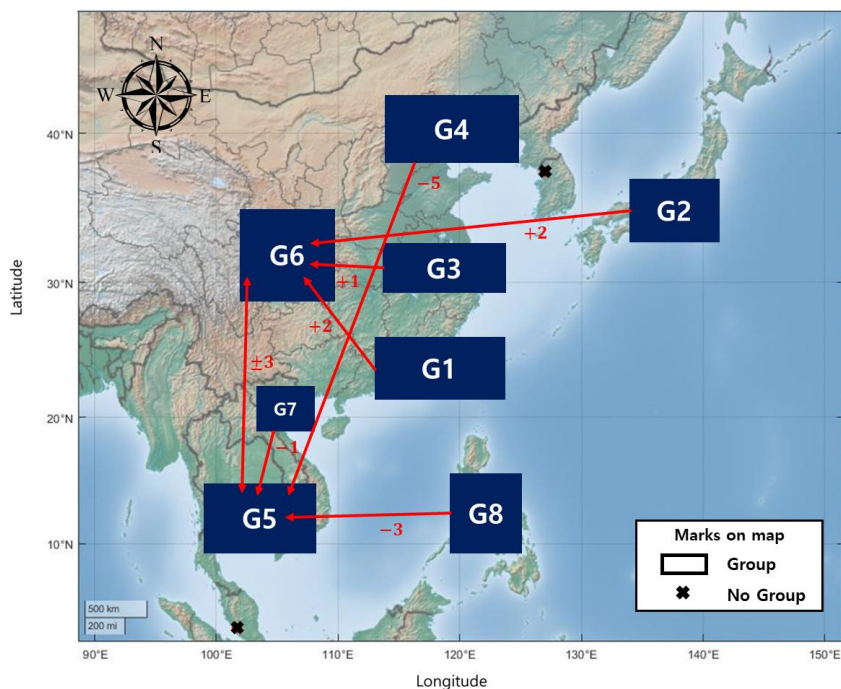 N
W E
S
40°N
30°N
20°N
10°N
Latitude
G4
−5
G2
+2
G6
G3
+1
+2
G1
±3
G7
−1
G5
−3
G8
Marks on map
Group
No Group
500 km
200 mi
90°E 100°E 110°E 120°E 130°E 140°E 150°E
Longitude